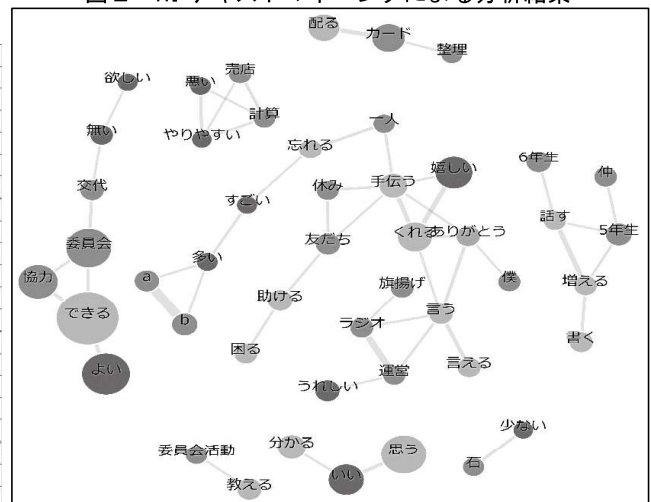 配る
カード
整理
欲しい
悪い
売店
計算
無い
やりやすい
一人
忘れる
嬉しい
6年生
仲
交代
すごい
休み
手伝う
話す
5年生
委員会
友だち
くれる
ありがとう
多い
協力
a
助ける
旗揚げ
僕
増える
できる
b
ラジオ
言う
困る
書く
よい
うれしい
運営
言える
委員会活動
分かる
思う
少ない
教える
いい
石